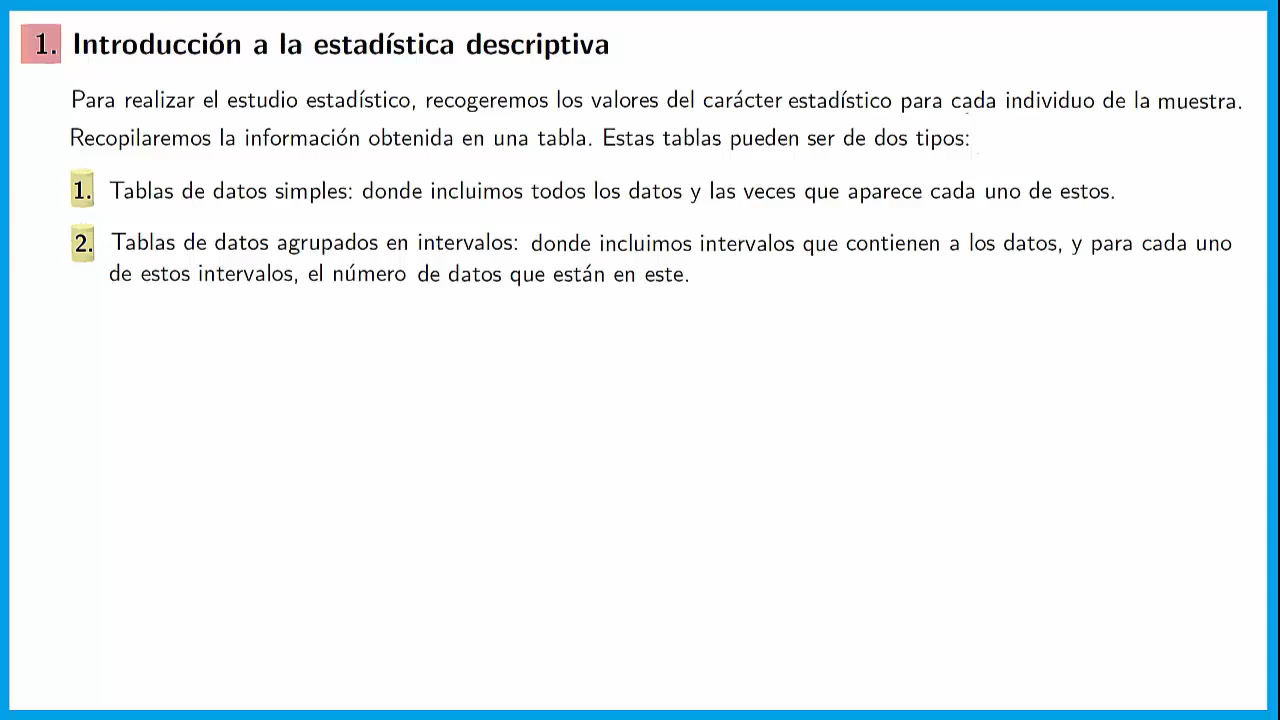 1. Introducción a la estadística descriptiva
Para realizar el estudio estadístico, recogeremos los valores del carácter estadístico para cada individuo de la muestra.
Recopilaremos la información obtenida en una tabla. Estas tablas pueden ser de dos tipos:
1. Tablas de datos simples: donde incluimos todos los datos y las veces que aparece cada uno de estos.
2. Tablas de datos agrupados en intervalos: donde incluimos intervalos que contienen a los datos, y para cada uno
de estos intervalos, el número de datos que están en este.